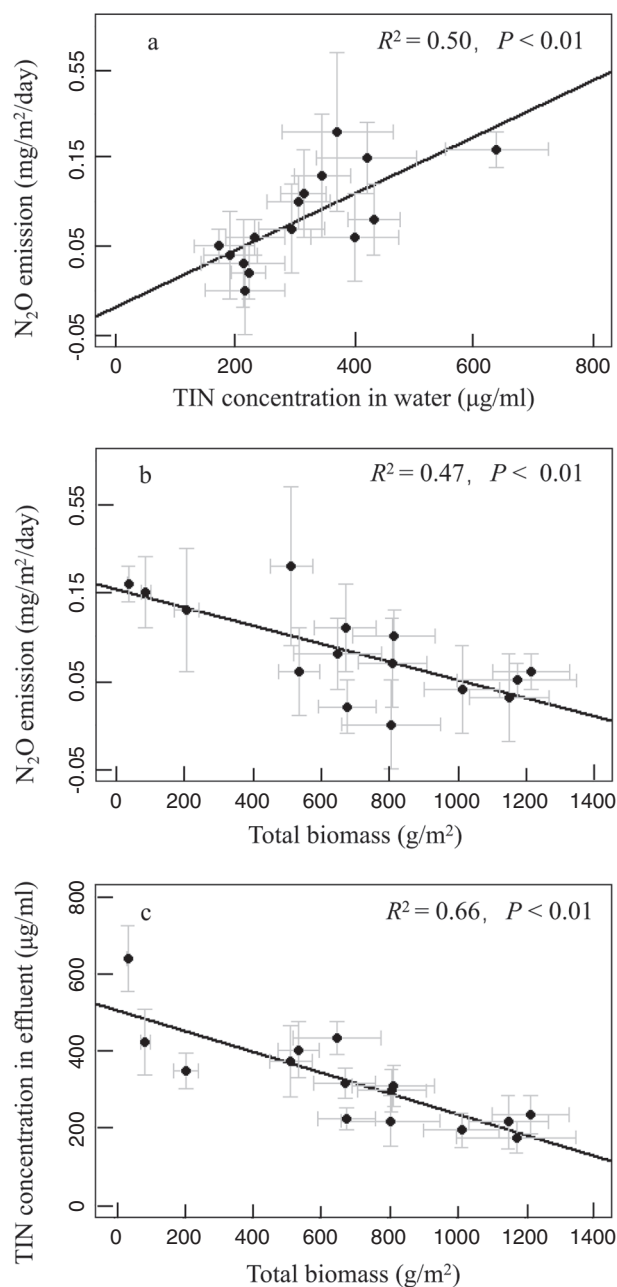 a
R² = 0.50, P < 0.01
N₂O emission (mg/m²/day)
0.55
0.15
0.05
-0.05
0 200 400 600 800
TIN concentration in water (μg/ml)
b
R² = 0.47, P < 0.01
N₂O emission (mg/m²/day)
0.55
0.15
0.05
-0.05
0 200 400 600 800 1000 1200 1400
Total biomass (g/m²)
c
R² = 0.66, P < 0.01
TIN concentration in effluent (μg/ml)
800
600
400
200
0
0 200 400 600 800 1000 1200 1400
Total biomass (g/m²)